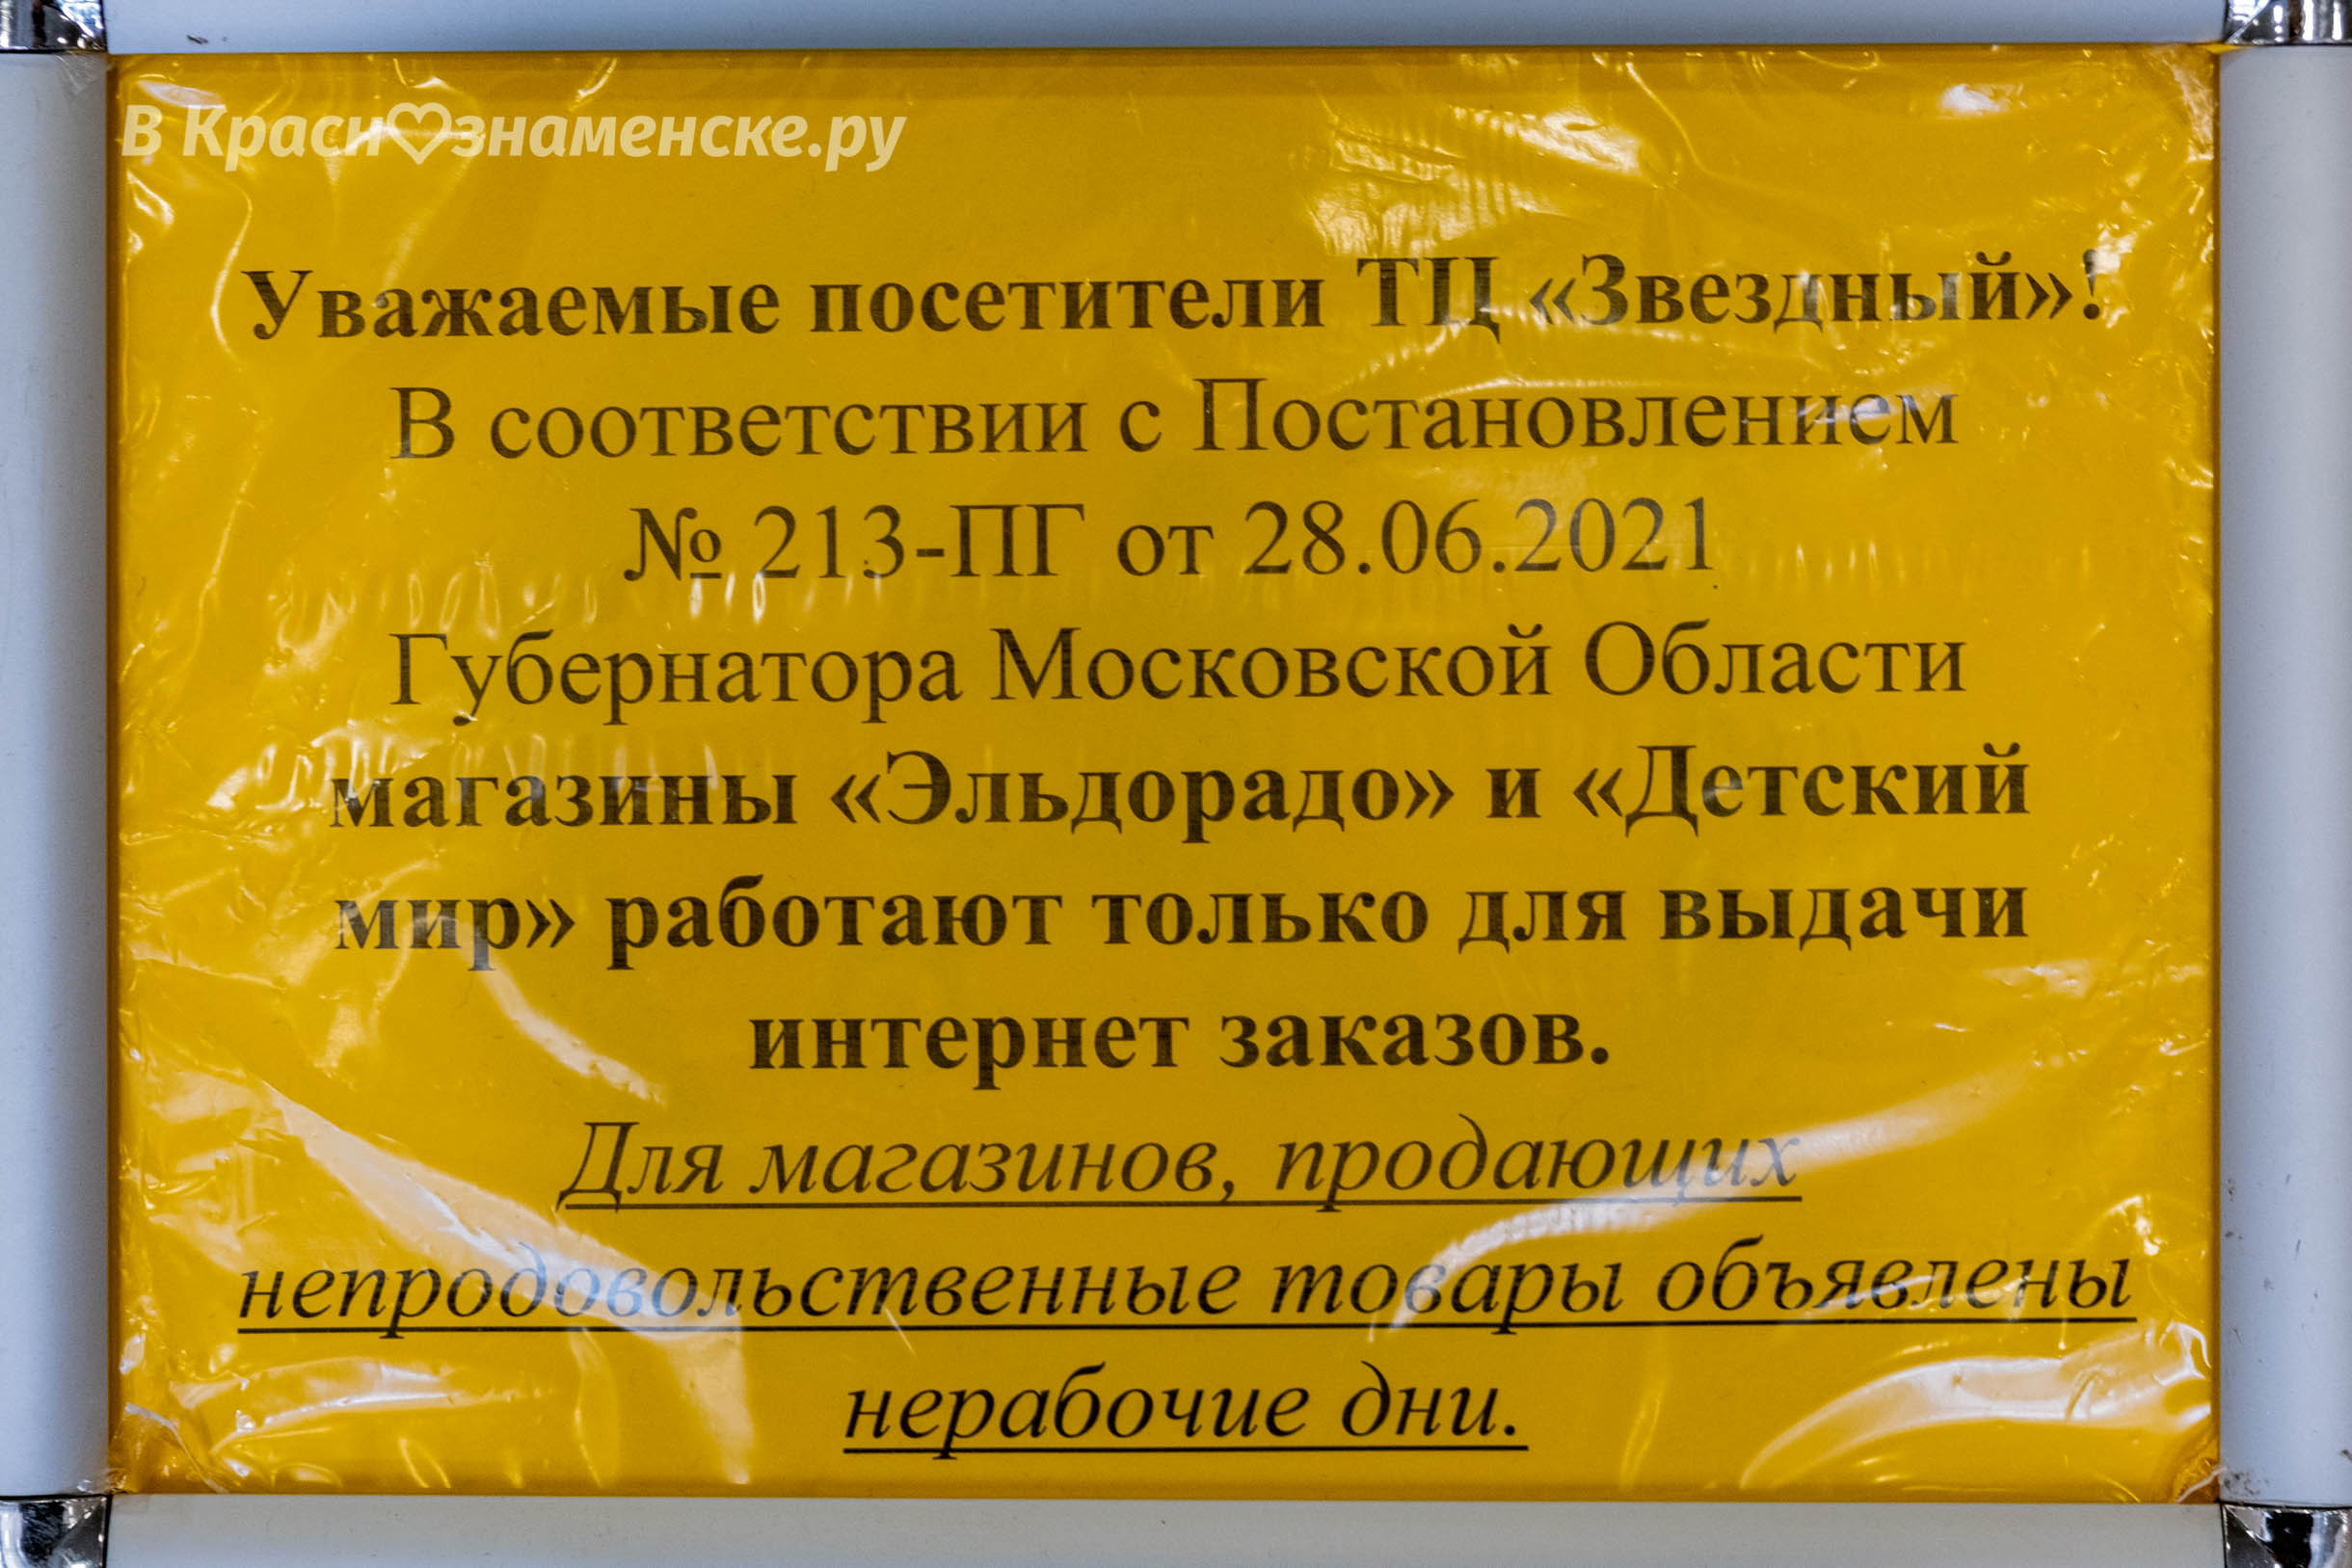 В Красн♡знаменске.ру
Уважаемые посетители ТЦ «Звездный»!
В соответствии с Постановлением
№ 213-ПГ от 28.06.2021
Губернатора Московской Области
магазины «Эльдорадо» и «Детский
мир» работают только для выдачи
интернет заказов.
Для магазинов, продающих
непродовольственные товары объявлены
нерабочие дни.